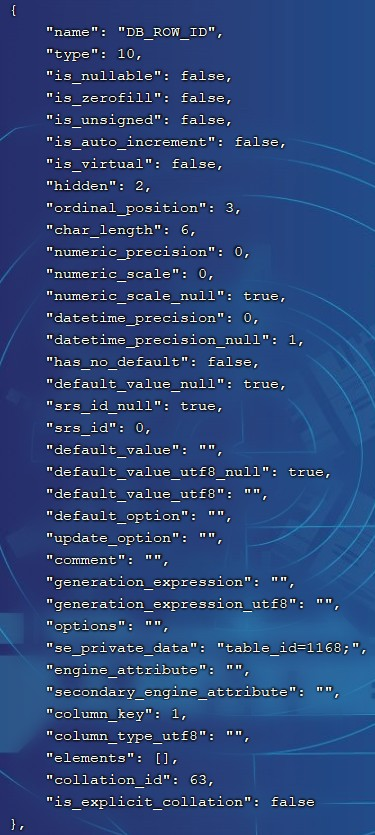 {
"name": "DB_ROW_ID",
"type": 10,
"is_nullable": false,
"is_zerofill": false,
"is_unsigned": false,
"is_auto_increment": false,
"is_virtual": false,
"hidden": 2,
"ordinal_position": 3,
"char_length": 6,
"numeric_precision": 0,
"numeric_scale": 0,
"numeric_scale_null": true,
"datetime_precision": 0,
"datetime_precision_null": 1,
"has_no_default": false,
"default_value_null": true,
"srs_id_null": true,
"srs_id": 0,
"default_value": "",
"default_value_utf8_null": true,
"default_value_utf8": "",
"default_option": "",
"update_option": "",
"comment": "",
"generation_expression": "",
"generation_expression_utf8": "",
"options": "",
"se_private_data": "table_id=1168;",
"engine_attribute": "",
"secondary_engine_attribute": "",
"column_key": 1,
"column_type_utf8": "",
"elements": [],
"collation_id": 63,
"is_explicit_collation": false
},